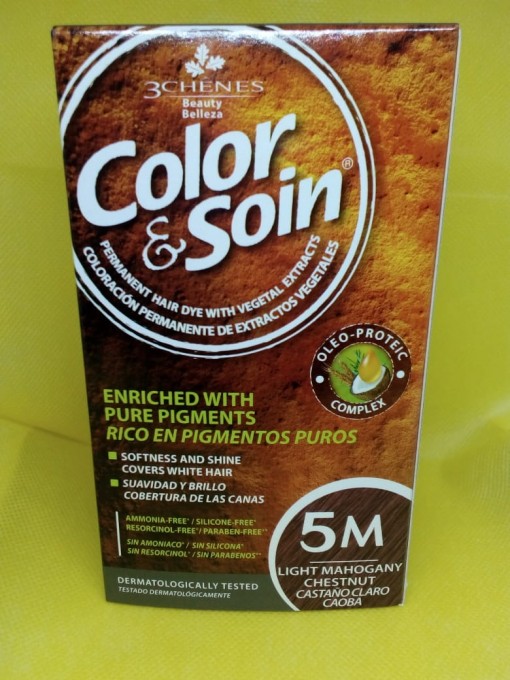 3CHENES
Beauty
Belleza
Color
& Soin®
PERMANENT HAIR DYE WITH VEGETAL EXTRACTS
COLORACIÓN PERMANENTE DE EXTRACTOS VEGETALES
OLEO-PROTEIC
COMPLEX
ENRICHED WITH
PURE PIGMENTS
RICO EN PIGMENTOS PUROS
SOFTNESS AND SHINE
COVERS WHITE HAIR
SUAVIDAD Y BRILLO
COBERTURA DE LAS CANAS
AMMONIA-FREE* / SILICONE-FREE*
RESORCINOL-FREE* / PARABEN-FREE**
SIN AMONIACO* / SIN SILICONA*
SIN RESORCINOL* / SIN PARABENOS**
5M
LIGHT MAHOGANY
CHESTNUT
CASTAÑO CLARO
CAOBA
DERMATOLOGICALLY TESTED
TESTADO DERMATOLÓGICAMENTE